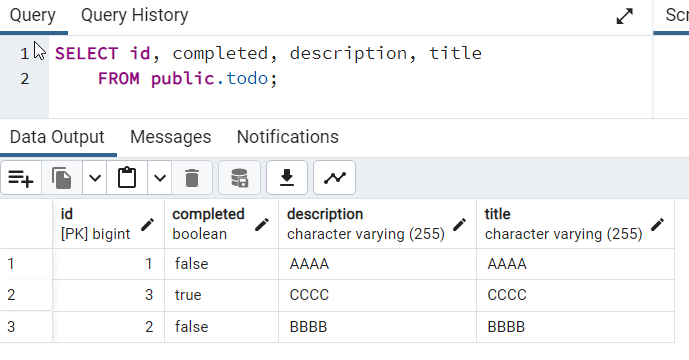 Query Query History Scr
1 SELECT id, completed, description, title
2 FROM public.todo;
Data Output Messages Notifications
id completed description title
[PK] bigint boolean character varying (255) character varying (255)
1 1 false AAAA AAAA
2 3 true CCCC CCCC
3 2 false BBBB BBBB